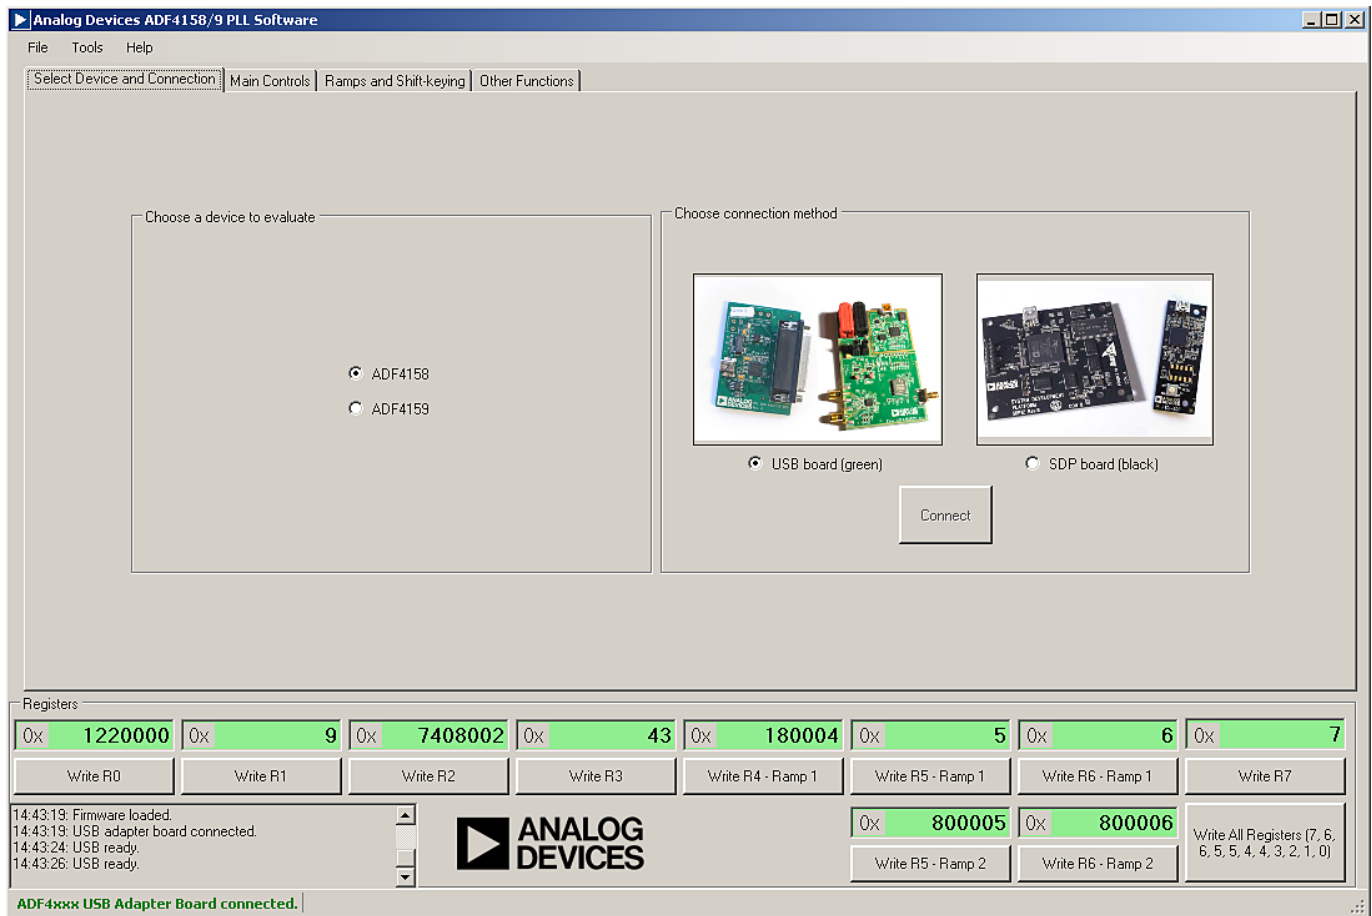 Analog Devices ADF4158/9 PLL Software
File Tools Help
Select Device and Connection Main Controls Ramps and Shift-keying Other Functions
Choose a device to evaluate
ADF4158
ADF4159
Choose connection method
ANALOG DEVICES
SYSTEM DEVELOPMENT
PLATFORM
USB board (green) SDP board (black)
Connect
Registers
0x 1220000 0x 9 0x 7408002 0x 43 0x 180004 0x 5 0x 6 0x 7
Write R0 Write R1 Write R2 Write R3 Write R4 - Ramp 1 Write R5 - Ramp 1 Write R6 - Ramp 1 Write R7
14:43:19: Firmware loaded.
14:43:19: USB adapter board connected.
14:43:24: USB ready.
14:43:26: USB ready.
ANALOG
DEVICES
0x 800005 0x 800006
Write R5 - Ramp 2 Write R6 - Ramp 2
Write All Registers (7, 6,
6, 5, 5, 4, 4, 3, 2, 1, 0)
ADF4xxx USB Adapter Board connected.